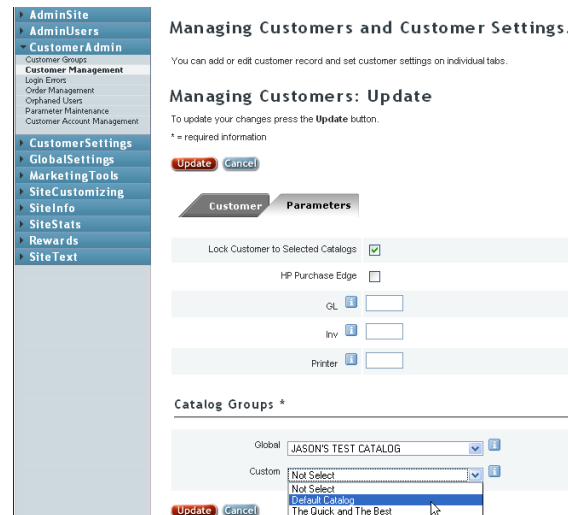 AdminSite
AdminUsers
CustomerAdmin
Customer Groups
Customer Management
Login Errors
Order Management
Orphaned Users
Parameter Maintenance
Customer Account Management
CustomerSettings
GlobalSettings
MarketingTools
SiteCustomizing
SiteInfo
SiteStats
Rewards
SiteText
Managing Customers and Customer Settings.
You can add or edit customer record and set customer settings on individual tabs.
Managing Customers: Update
To update your changes press the Update button.
* = required information
Update Cancel
Customer Parameters
Lock Customer to Selected Catalogs
HP Purchase Edge
GL i
Inv i
Printer i
Catalog Groups *
Global JASON'S TEST CATALOG i
Custom Not Select i
Not Select
Default Catalog
The Quick and The Best
Update Cancel